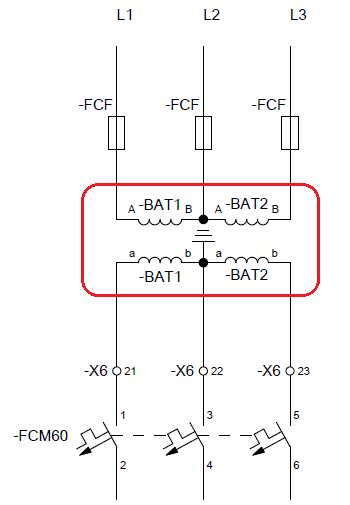 L1 L2 L3
-FCF -FCF -FCF
A -BAT1 B A -BAT2 B
a b a b
-BAT1 -BAT2
-X6 21 -X6 22 -X6 23
1 3 5
-FCM60
2 4 6